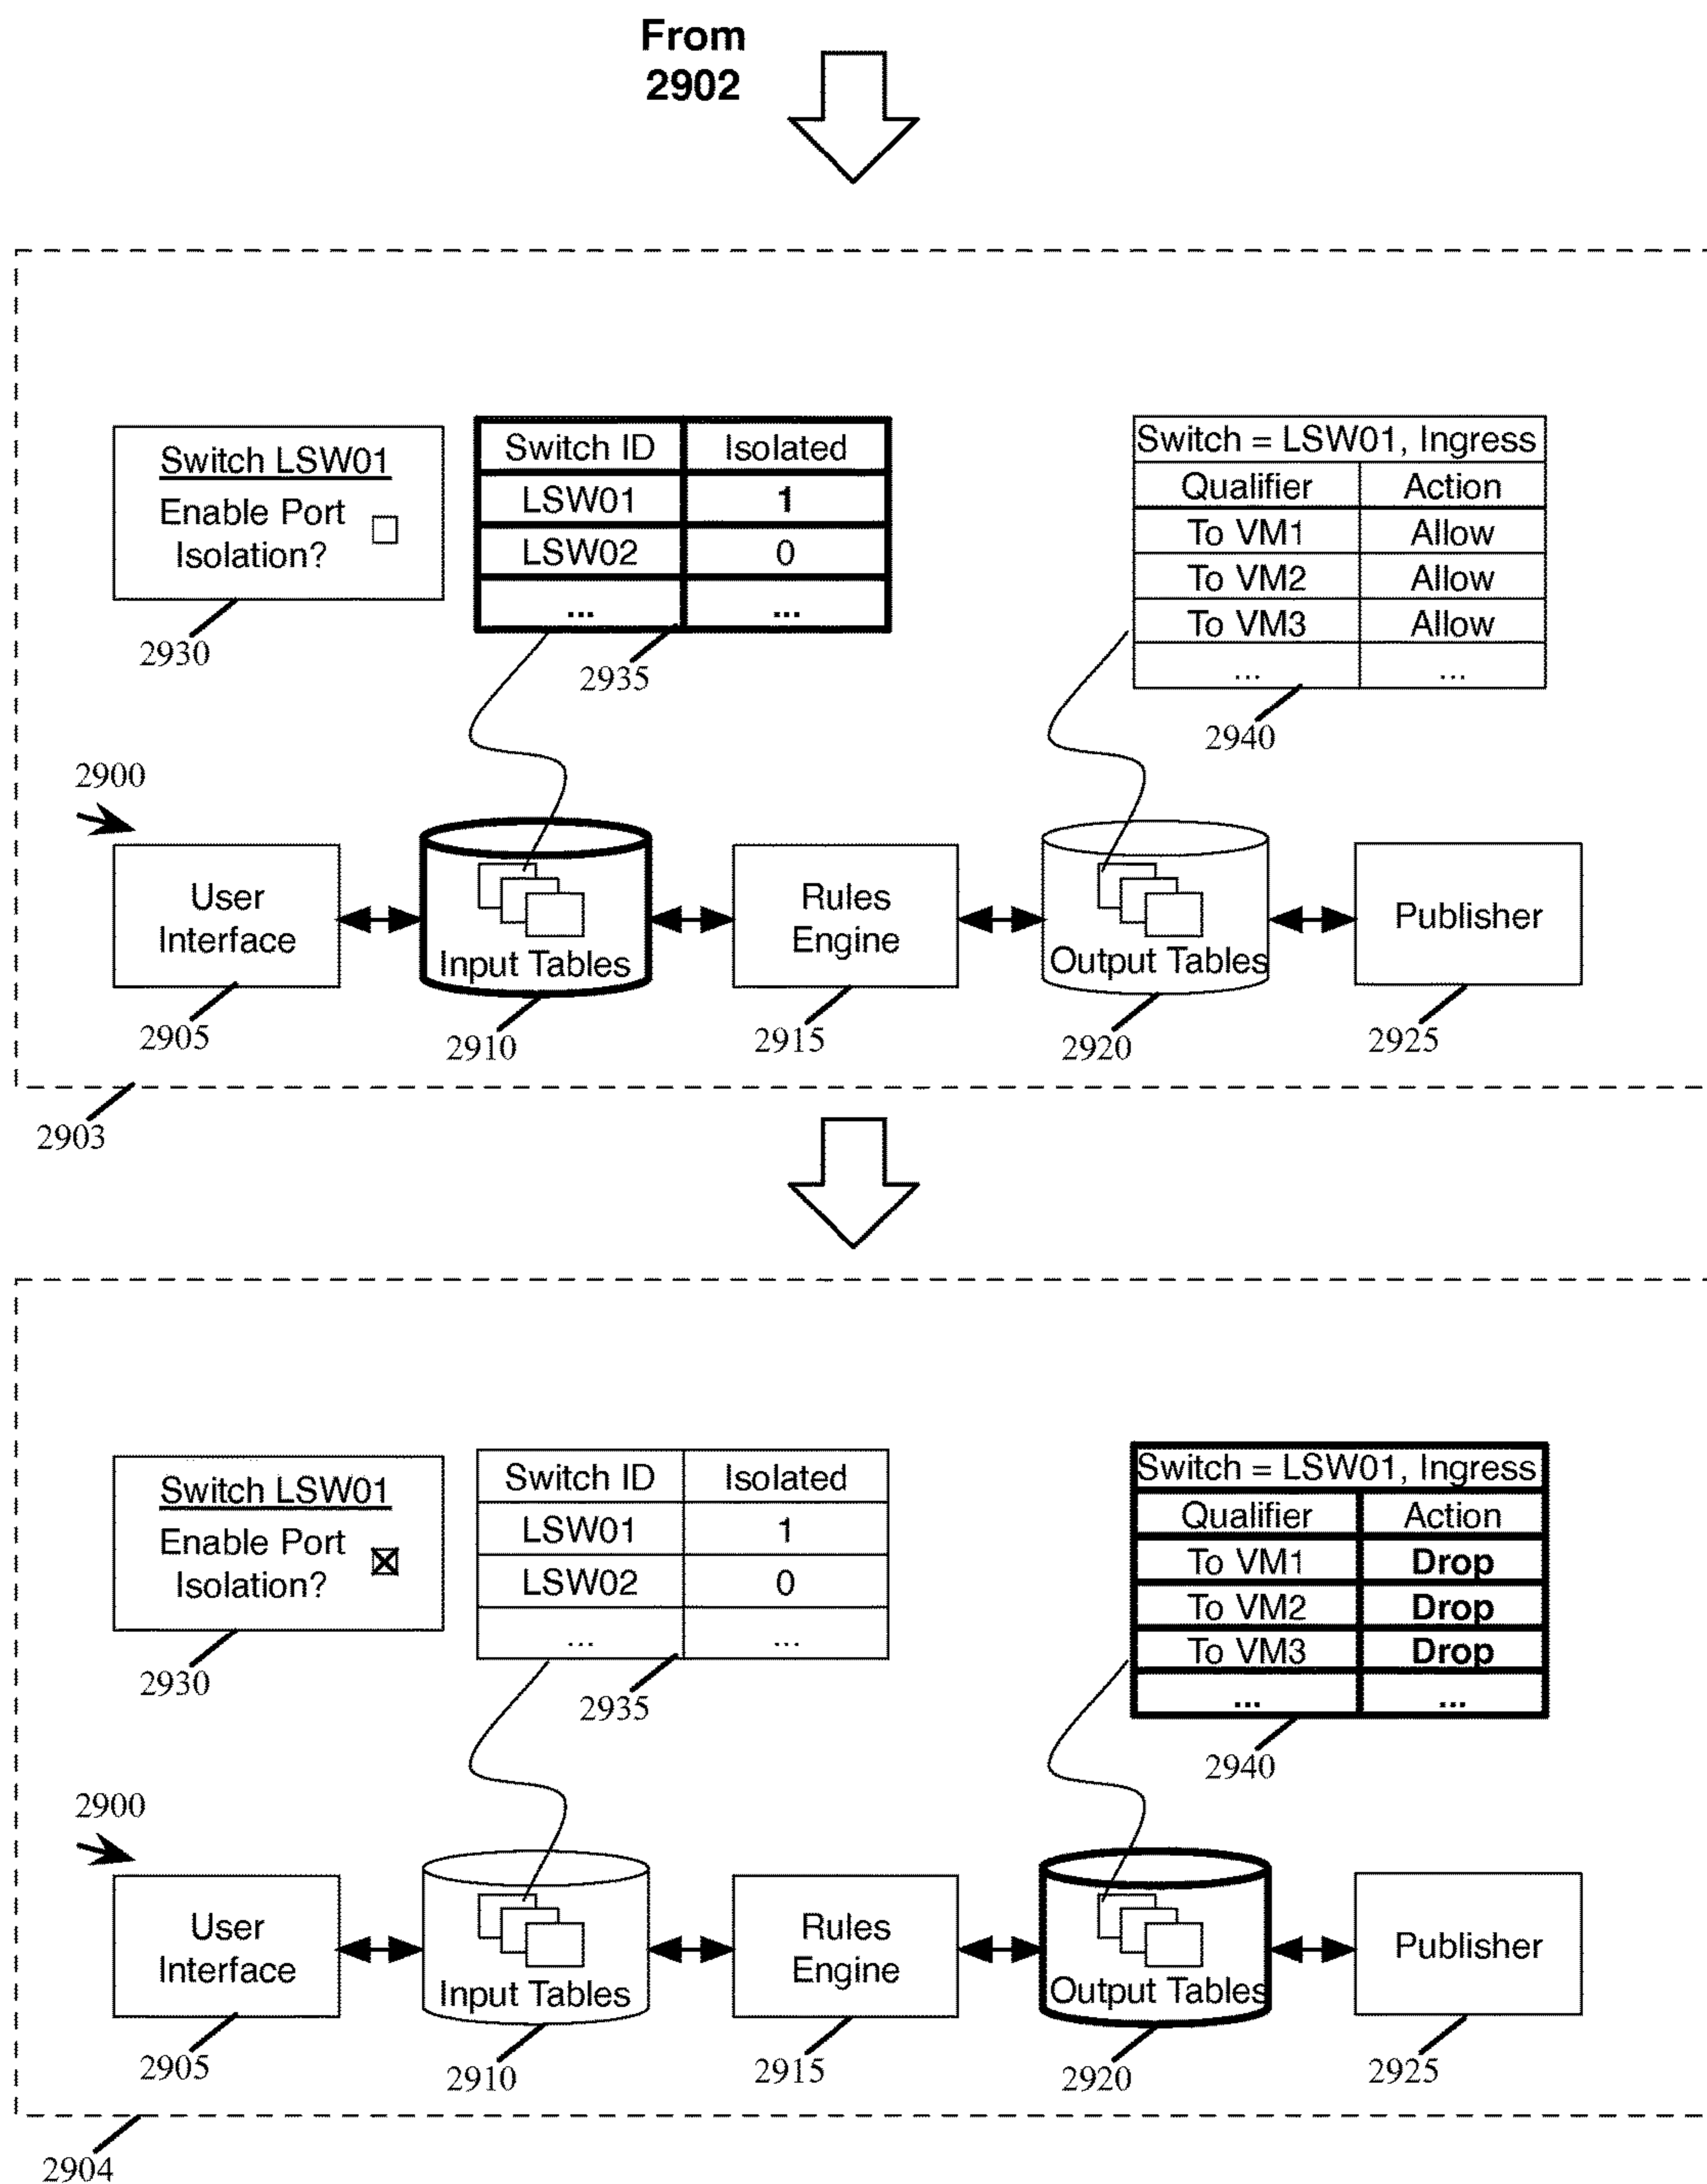 From
2902
Switch LSW01
Enable Port
Isolation?
2930
Switch ID Isolated
LSW01 1
LSW02 0
... ...
2935
Switch = LSW01, Ingress
Qualifier Action
To VM1 Allow
To VM2 Allow
To VM3 Allow
... ...
2940
2900
User
Interface
Input Tables
Rules
Engine
Output Tables
Publisher
2905
2910
2915
2920
2925
2903
Switch LSW01
Enable Port
Isolation?
2930
Switch ID Isolated
LSW01 1
LSW02 0
... ...
2935
Switch = LSW01, Ingress
Qualifier Action
To VM1 Drop
To VM2 Drop
To VM3 Drop
... ...
2940
2900
User
Interface
Input Tables
Rules
Engine
Output Tables
Publisher
2905
2910
2915
2920
2925
2904